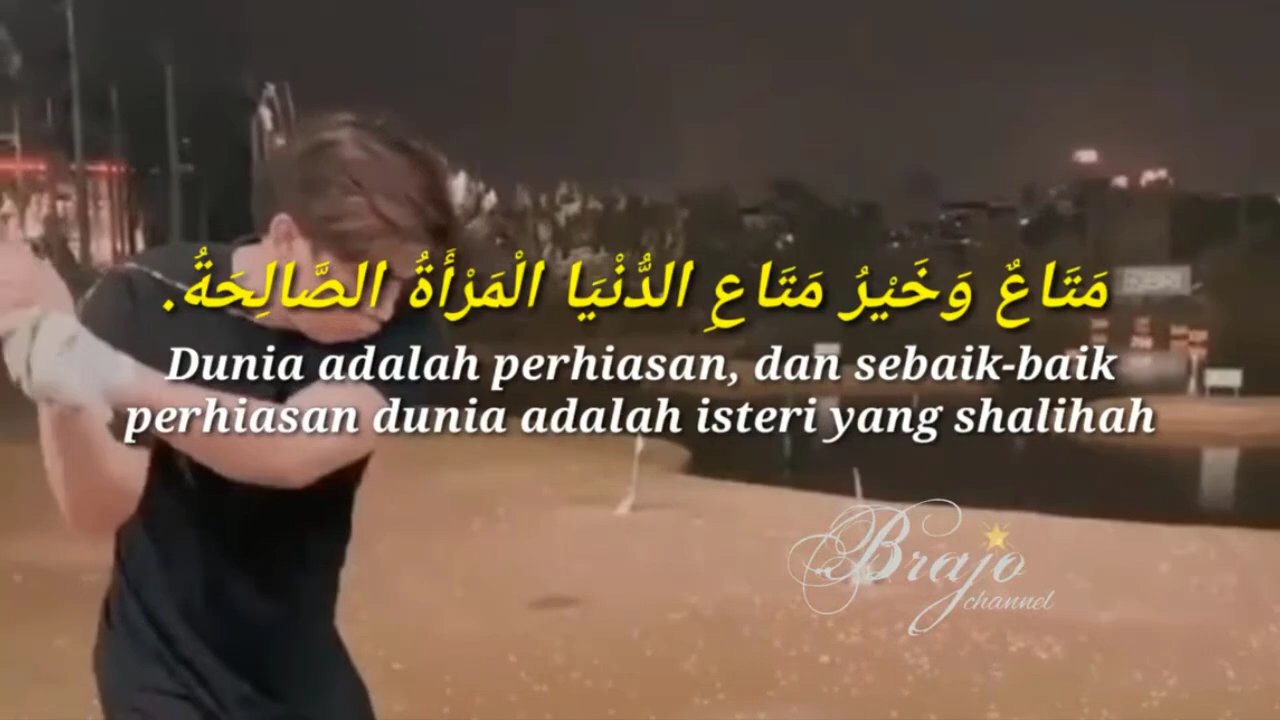 مَتَاعٌ وَخَيْرُ مَتَاعِ الدُّنْيَا الْمَرْأَةُ الصَّالِحَةُ.
Dunia adalah perhiasan, dan sebaik-baik
perhiasan dunia adalah isteri yang shalihah
Brajo
channel